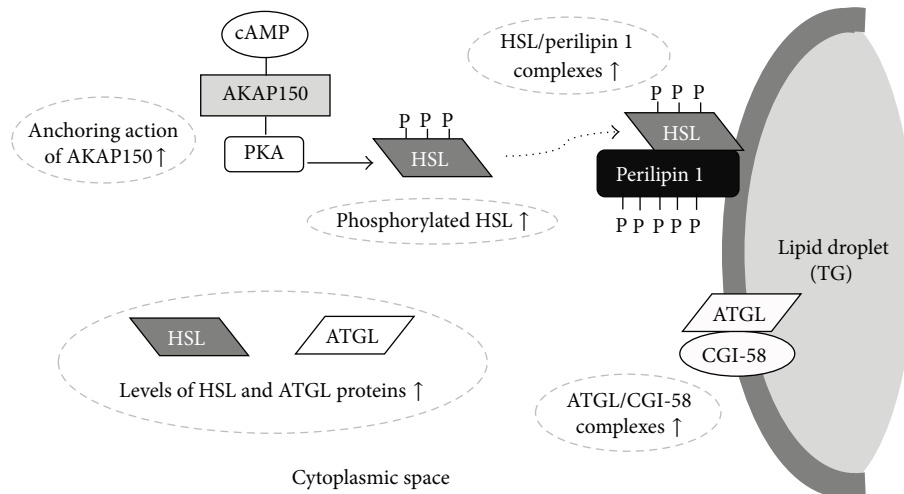 cAMP
AKAP150
PKA
Anchoring action
of AKAP150 ↑
P P P
HSL
Phosphorylated HSL ↑
HSL/perilipin 1
complexes ↑
P P P
HSL
Perilipin 1
P P P P P
Lipid droplet
(TG)
ATGL
CGI-58
HSL
ATGL
Levels of HSL and ATGL proteins ↑
ATGL/CGI-58
complexes ↑
Cytoplasmic space